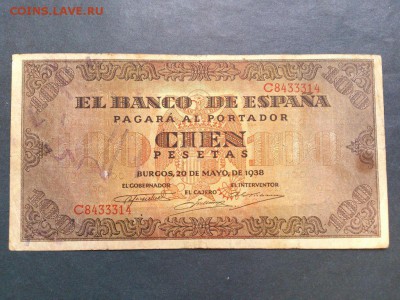 COINS.LAVE.RU
100 100
C8433314
EL BANCO DE ESPAÑA
PAGARÁ AL PORTADOR
CIEN
PESETAS
BURGOS, 20 DE MAYO, DE 1938
EL GOBERNADOR EL CAJERO EL INTERVENTOR
C8433314
100 100